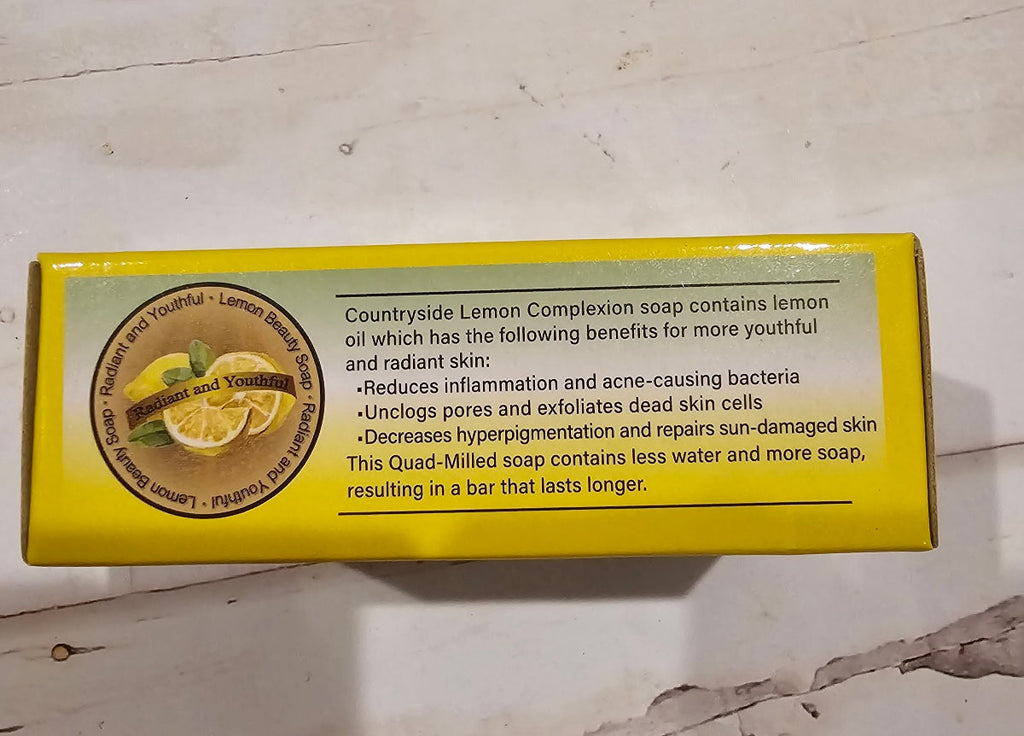 Radiant and Youthful · Lemon Beauty Soap · Radiant and Youthful · Lemon Beauty Soap ·
Radiant and Youthful
Countryside Lemon Complexion soap contains lemon
oil which has the following benefits for more youthful
and radiant skin:
▪Reduces inflammation and acne-causing bacteria
▪Unclogs pores and exfoliates dead skin cells
▪Decreases hyperpigmentation and repairs sun-damaged skin
This Quad-Milled soap contains less water and more soap,
resulting in a bar that lasts longer.